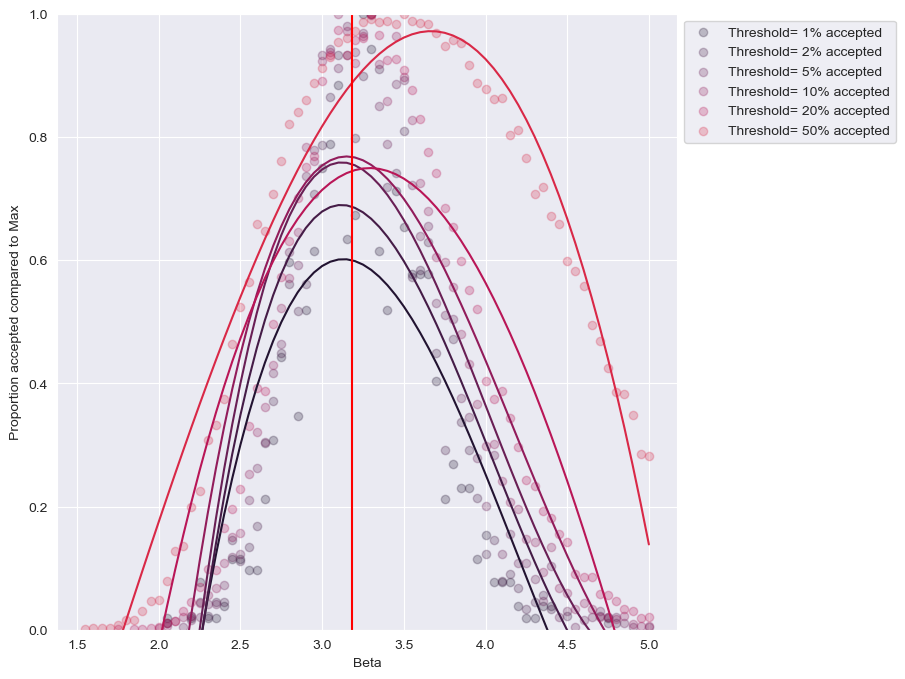 1.0
0.8
0.6
0.4
0.2
0.0
Proportion accepted compared to Max
1.5 2.0 2.5 3.0 3.5 4.0 4.5 5.0
Beta
Threshold= 1% accepted
Threshold= 2% accepted
Threshold= 5% accepted
Threshold= 10% accepted
Threshold= 20% accepted
Threshold= 50% accepted